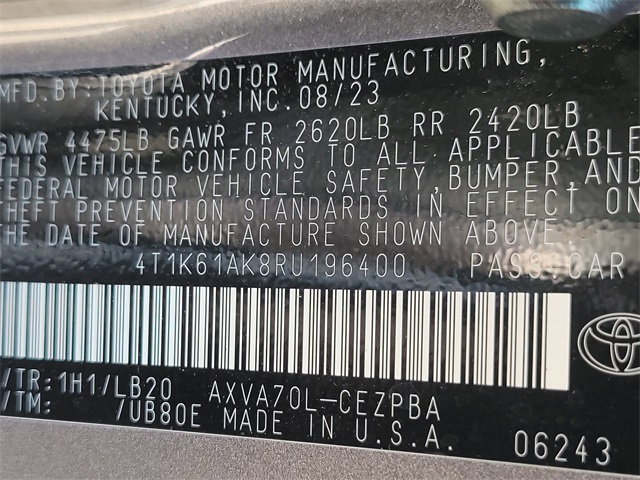 MFD. BY: TOYOTA MOTOR MANUFACTURING,
KENTUCKY, INC. 08/23
GVWR 4475LB GAWR FR 2620LB RR 2420LB
THIS VEHICLE CONFORMS TO ALL APPLICABLE
FEDERAL MOTOR VEHICLE SAFETY, BUMPER, AND
THEFT PREVENTION STANDARDS IN EFFECT ON
THE DATE OF MANUFACTURE SHOWN ABOVE.
4T1K61AK8RU196400 PASS. CAR
/TR: 1H1/LB20 AXVA70L-CEZPBA
/TM: /UB80E MADE IN U.S.A. 06243